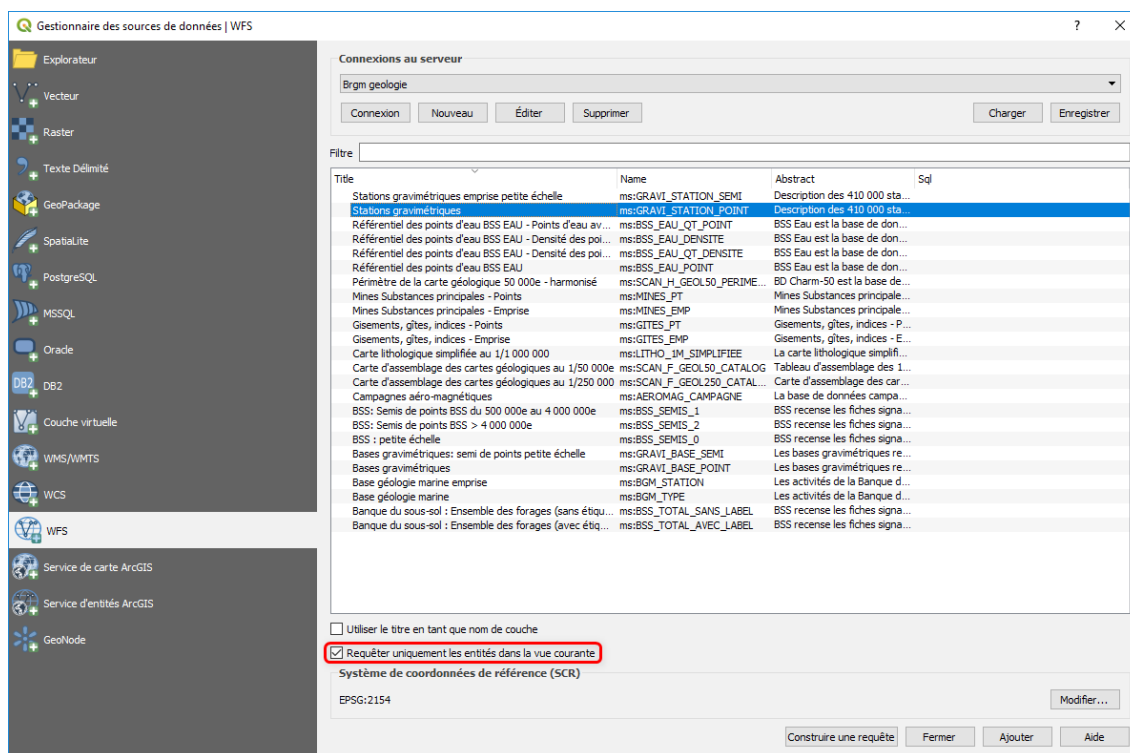 Gestionnaire des sources de données | WFS
?
Explorateur
Vecteur
Raster
Texte Délimité
GeoPackage
SpatiaLite
PostgreSQL
MSSQL
Oracle
DB2 DB2
Couche virtuelle
WMS/WMTS
WCS
WFS
Service de carte ArcGIS
Service d'entités ArcGIS
GeoNode
Connexions au serveur
Brgm geologie
Connexion Nouveau Éditer Supprimer Charger Enregistrer
Filtre
Title Name Abstract Sql
Stations gravimétriques emprise petite échelle ms:GRAVI_STATION_SEMI Description des 410 000 sta...
Stations gravimétriques ms:GRAVI_STATION_POINT Description des 410 000 sta...
Référentiel des points d'eau BSS EAU - Points d'eau av... ms:BSS_EAU_QT_POINT BSS Eau est la base de don...
Référentiel des points d'eau BSS EAU - Densité des poi... ms:BSS_EAU_DENSITE BSS Eau est la base de don...
Référentiel des points d'eau BSS EAU - Densité des poi... ms:BSS_EAU_QT_DENSITE BSS Eau est la base de don...
Référentiel des points d'eau BSS EAU ms:BSS_EAU_POINT BSS Eau est la base de don...
Périmètre de la carte géologique 50 000e - harmonisé ms:SCAN_H_GEOL50_PERIME... BD Charm-50 est la base de...
Mines Substances principales - Points ms:MINES_PT Mines Substances principale...
Mines Substances principales - Emprise ms:MINES_EMP Mines Substances principale...
Gisements, gîtes, indices - Points ms:GITES_PT Gisements, gîtes, indices - P...
Gisements, gîtes, indices - Emprise ms:GITES_EMP Gisements, gîtes, indices - E...
Carte lithologique simplifiée au 1/1 000 000 ms:LITHO_1M_SIMPLIFIEE La carte lithologique simplifi...
Carte d'assemblage des cartes géologiques au 1/50 000e ms:SCAN_F_GEOL50_CATALOG Tableau d'assemblage des 1...
Carte d'assemblage des cartes géologiques au 1/250 000 ms:SCAN_F_GEOL250_CATAL... Carte d'assemblage des car...
Campagnes aéro-magnétiques ms:AEROMAG_CAMPAGNE La base de données campa...
BSS: Semis de points BSS du 500 000e au 4 000 000e ms:BSS_SEMIS_1 BSS recense les fiches signa...
BSS: Semis de points BSS > 4 000 000e ms:BSS_SEMIS_2 BSS recense les fiches signa...
BSS : petite échelle ms:BSS_SEMIS_0 BSS recense les fiches signa...
Bases gravimétriques: semi de points petite échelle ms:GRAVI_BASE_SEMI Les bases gravimétriques re...
Bases gravimétriques ms:GRAVI_BASE_POINT Les bases gravimétriques re...
Base géologie marine emprise ms:BGM_STATION Les activités de la Banque d...
Base géologie marine ms:BGM_TYPE Les activités de la Banque d...
Banque du sous-sol : Ensemble des forages (sans étiqu... ms:BSS_TOTAL_SANS_LABEL BSS recense les fiches signa...
Banque du sous-sol : Ensemble des forages (avec étiq... ms:BSS_TOTAL_AVEC_LABEL BSS recense les fiches signa...
Utiliser le titre en tant que nom de couche
Requêter uniquement les entités dans la vue courante
Système de coordonnées de référence (SCR)
EPSG:2154 Modifier...
Construire une requête Fermer Ajouter Aide